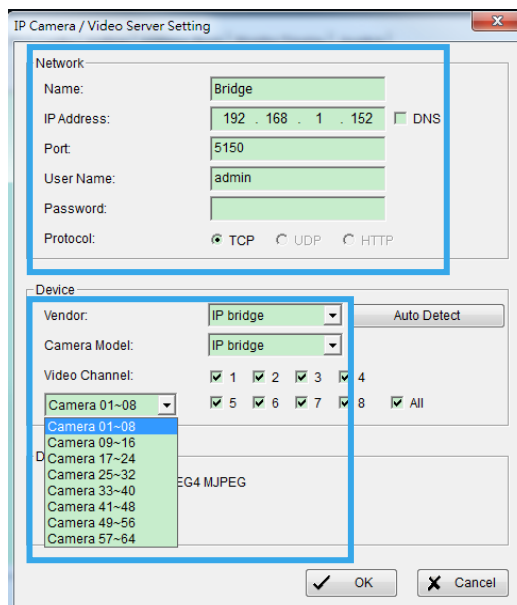 IP Camera / Video Server Setting
Network
Name: Bridge
IP Address: 192 . 168 . 1 . 152 DNS
Port: 5150
User Name: admin
Password:
Protocol: TCP UDP HTTP
Device
Vendor: IP bridge Auto Detect
Camera Model: IP bridge
Video Channel: 1 2 3 4
Camera 01~08 5 6 7 8 All
Camera 01~08
Camera 09~16
Camera 17~24
Camera 25~32
Camera 33~40
Camera 41~48
Camera 49~56
Camera 57~64
D
EG4 MJPEG
OK Cancel